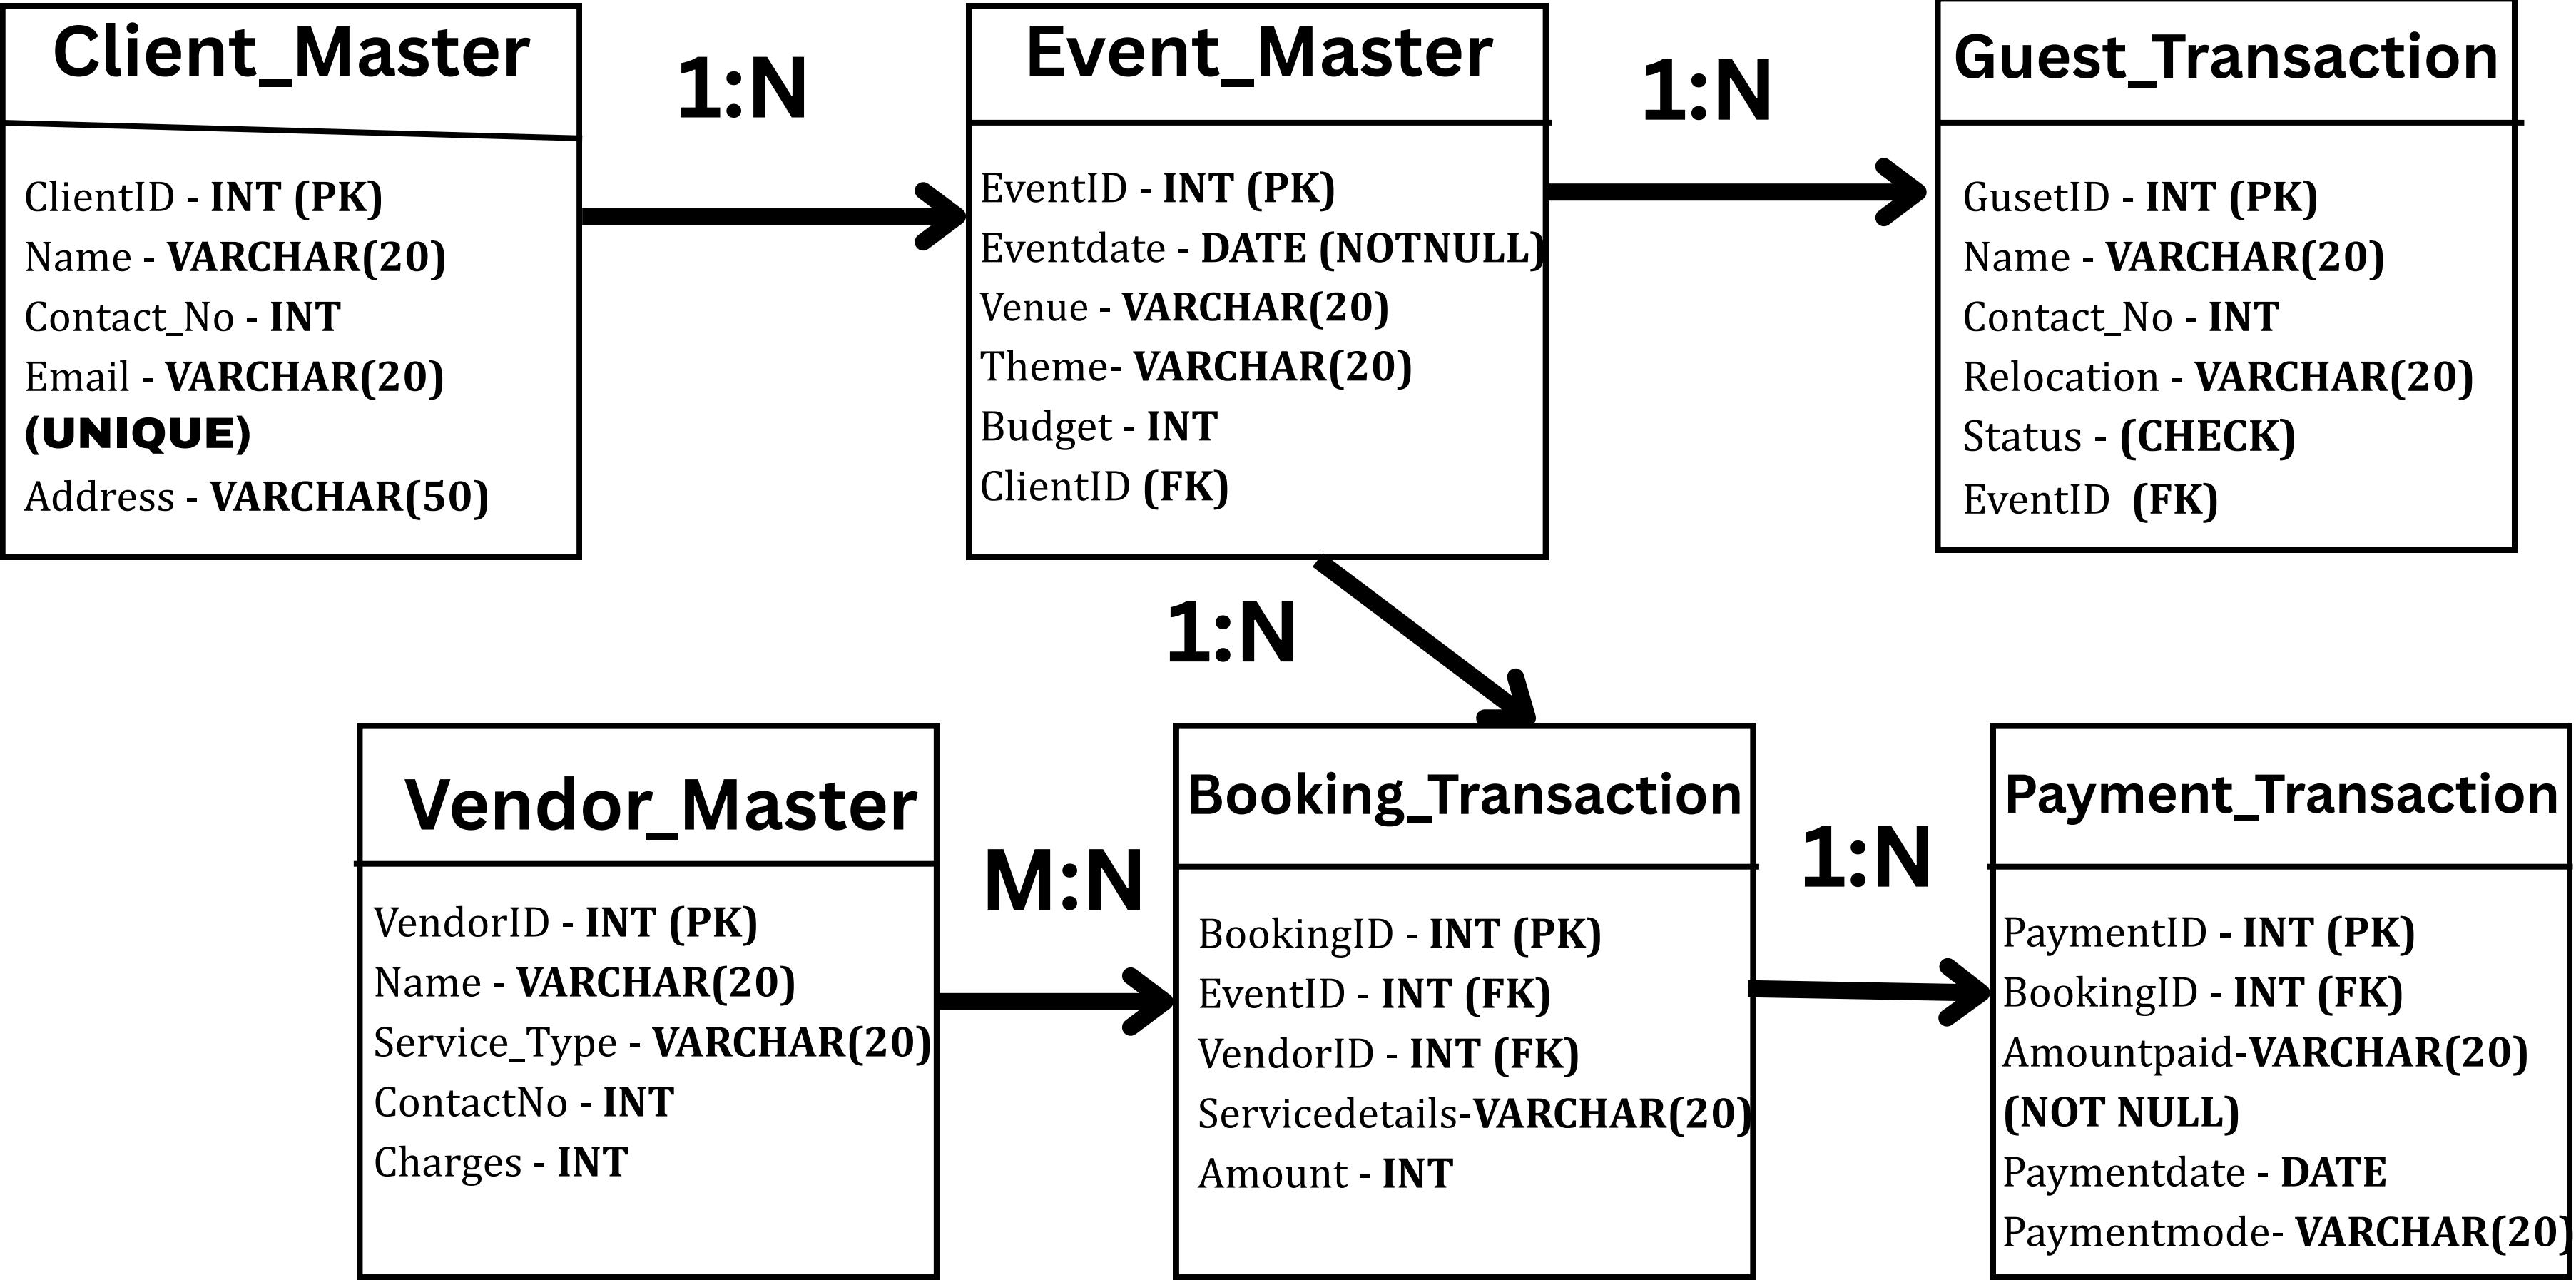 Client_Master
ClientID - INT (PK)
Name - VARCHAR(20)
Contact_No - INT
Email - VARCHAR(20)
(UNIQUE)
Address - VARCHAR(50)
1:N
Event_Master
EventID - INT (PK)
Eventdate - DATE (NOTNULL)
Venue - VARCHAR(20)
Theme- VARCHAR(20)
Budget - INT
ClientID (FK)
1:N
Guest_Transaction
GusetID - INT (PK)
Name - VARCHAR(20)
Contact_No - INT
Relocation - VARCHAR(20)
Status - (CHECK)
EventID (FK)
1:N
Vendor_Master
VendorID - INT (PK)
Name - VARCHAR(20)
Service_Type - VARCHAR(20)
ContactNo - INT
Charges - INT
M:N
Booking_Transaction
BookingID - INT (PK)
EventID - INT (FK)
VendorID - INT (FK)
Servicedetails-VARCHAR(20)
Amount - INT
1:N
Payment_Transaction
PaymentID - INT (PK)
BookingID - INT (FK)
Amountpaid-VARCHAR(20)
(NOT NULL)
Paymentdate - DATE
Paymentmode- VARCHAR(20)